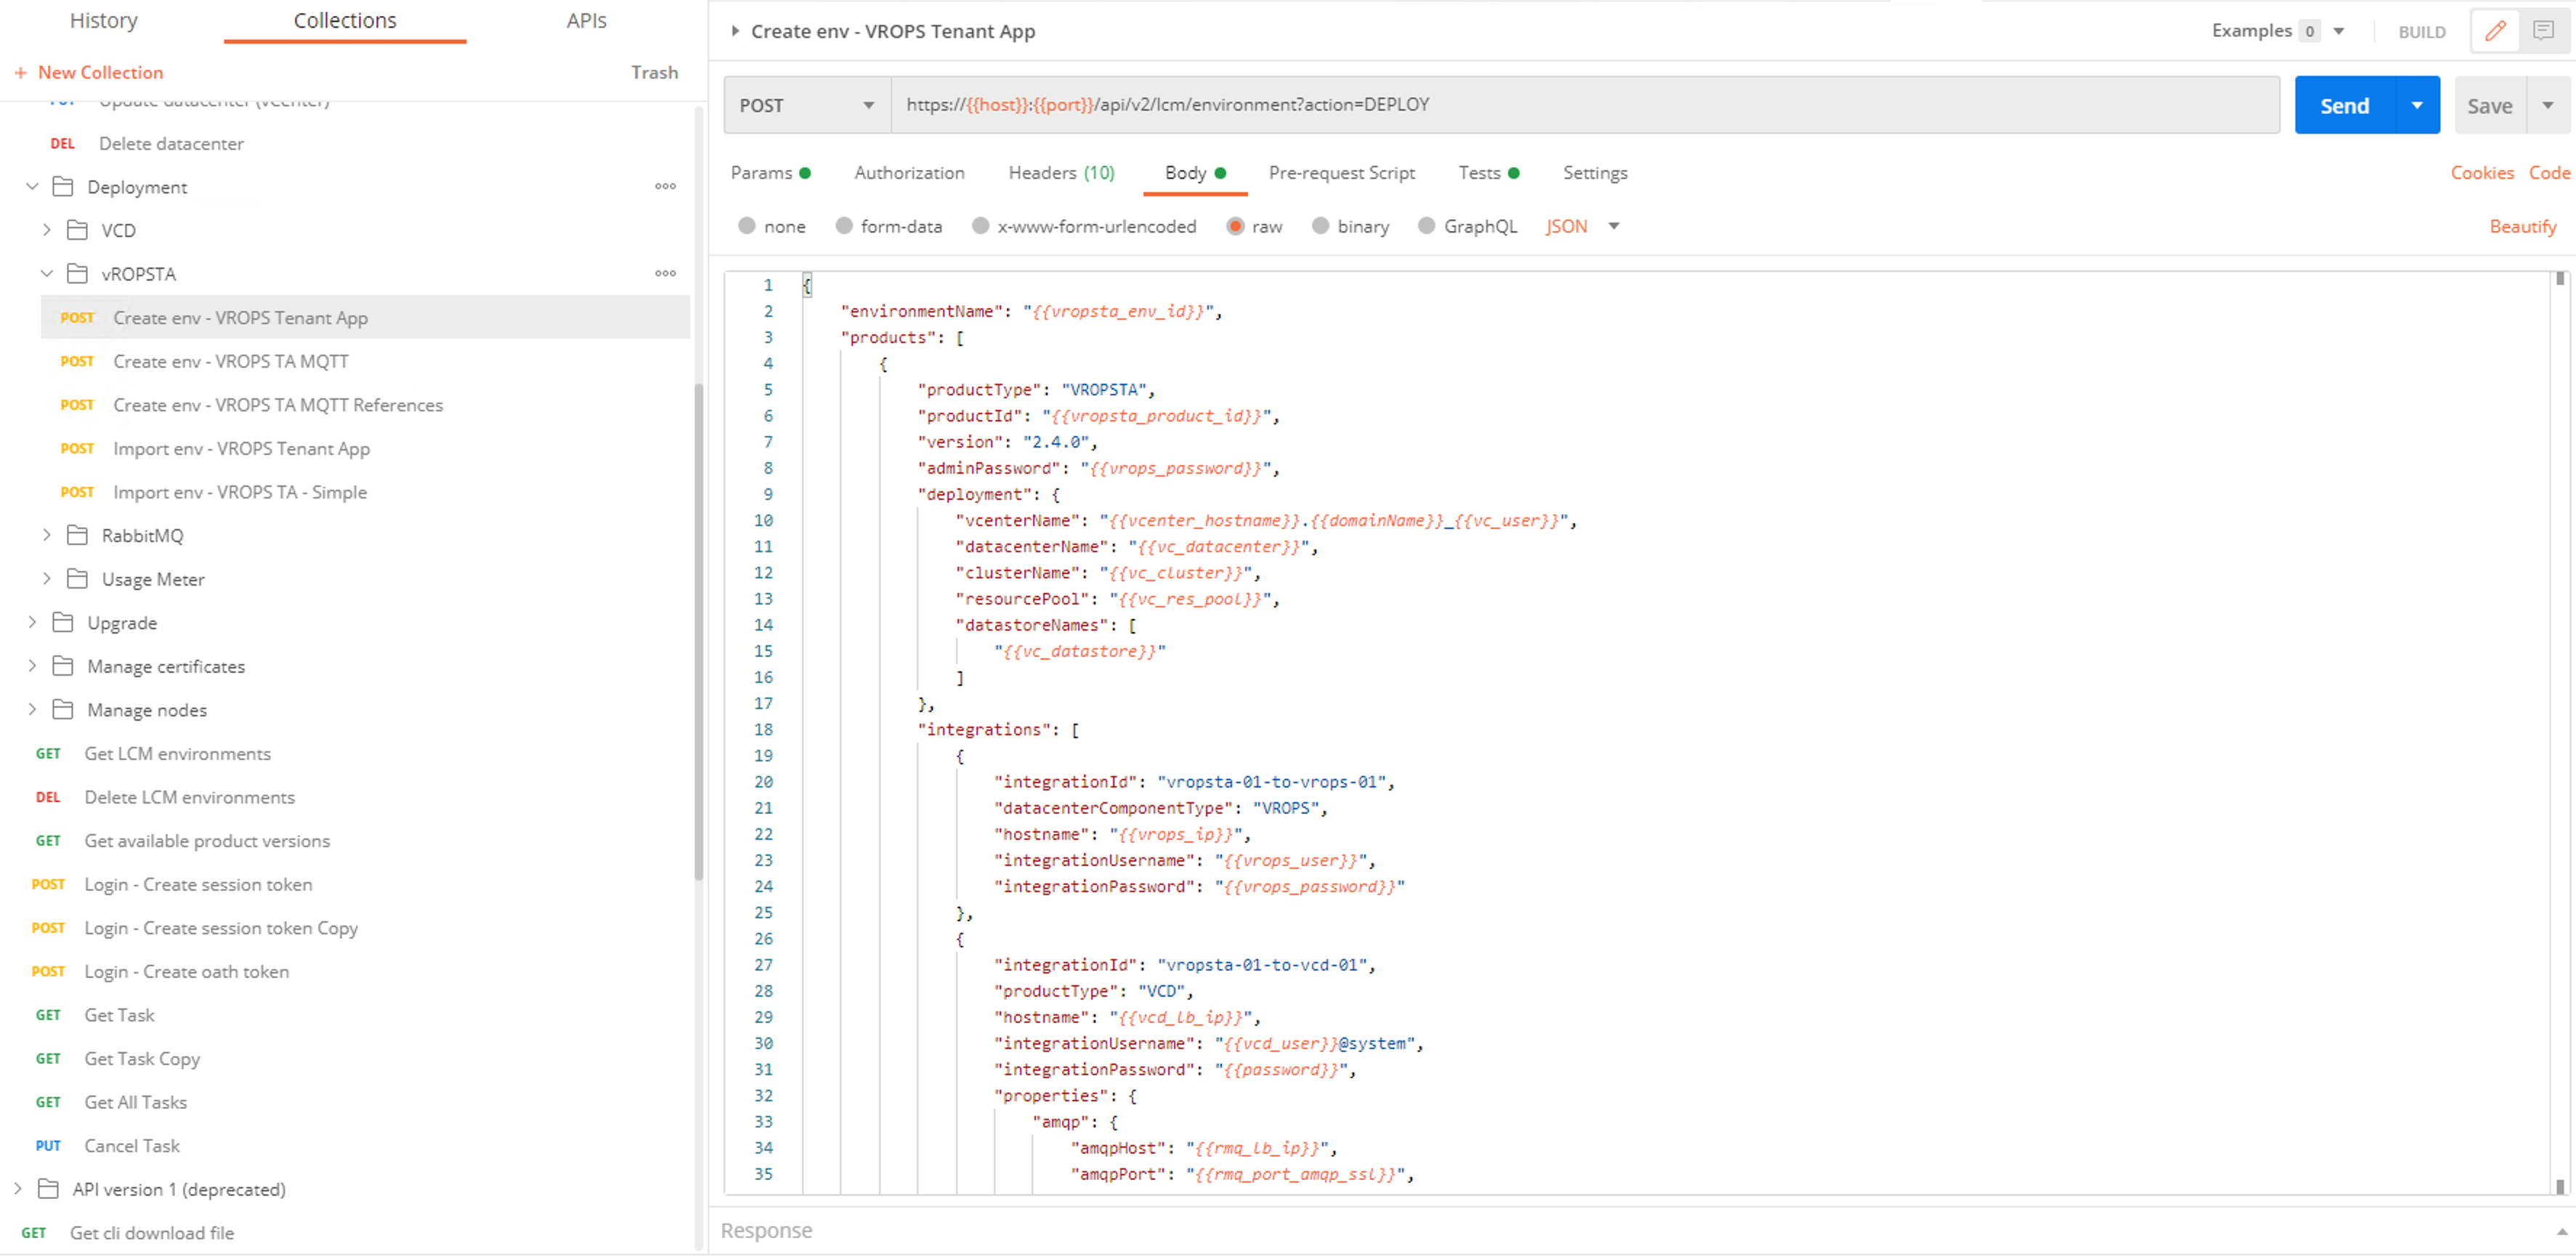 History Collections APIs
+ New Collection Trash
PUT Update datacenter (vCenter)
DEL Delete datacenter
Deployment
VCD
vROPSTA
POST Create env - VROPS Tenant App
POST Create env - VROPS TA MQTT
POST Create env - VROPS TA MQTT References
POST Import env - VROPS Tenant App
POST Import env - VROPS TA - Simple
RabbitMQ
Usage Meter
Upgrade
Manage certificates
Manage nodes
GET Get LCM environments
DEL Delete LCM environments
GET Get available product versions
POST Login - Create session token
POST Login - Create session token Copy
POST Login - Create oath token
GET Get Task
GET Get Task Copy
GET Get All Tasks
PUT Cancel Task
API version 1 (deprecated)
GET Get cli download file
Create env - VROPS Tenant App Examples 0 BUILD
POST https://{{host}}:{{port}}/api/v2/lcm/environment?action=DEPLOY Send Save
Params Authorization Headers (10) Body Pre-request Script Tests Settings Cookies Code
none form-data x-www-form-urlencoded raw binary GraphQL JSON Beautify
1 {
2 "environmentName": "{{vropsta_env_id}}",
3 "products": [
4 {
5 "productType": "VROPSTA",
6 "productId": "{{vropsta_product_id}}",
7 "version": "2.4.0",
8 "adminPassword": "{{vrops_password}}",
9 "deployment": {
10 "vcenterName": "{{vcenter_hostname}}.{{domainName}}_{{vc_user}}",
11 "datacenterName": "{{vc_datacenter}}",
12 "clusterName": "{{vc_cluster}}",
13 "resourcePool": "{{vc_res_pool}}",
14 "datastoreNames": [
15 "{{vc_datastore}}"
16 ]
17 },
18 "integrations": [
19 {
20 "integrationId": "vropsta-01-to-vrops-01",
21 "datacenterComponentType": "VROPS",
22 "hostname": "{{vrops_ip}}",
23 "integrationUsername": "{{vrops_user}}",
24 "integrationPassword": "{{vrops_password}}"
25 },
26 {
27 "integrationId": "vropsta-01-to-vcd-01",
28 "productType": "VCD",
29 "hostname": "{{vcd_lb_ip}}",
30 "integrationUsername": "{{vcd_user}}@system",
31 "integrationPassword": "{{password}}",
32 "properties": {
33 "amqp": {
34 "amqpHost": "{{rmq_lb_ip}}",
35 "amqpPort": "{{rmq_port_amqp_ssl}}",
Response